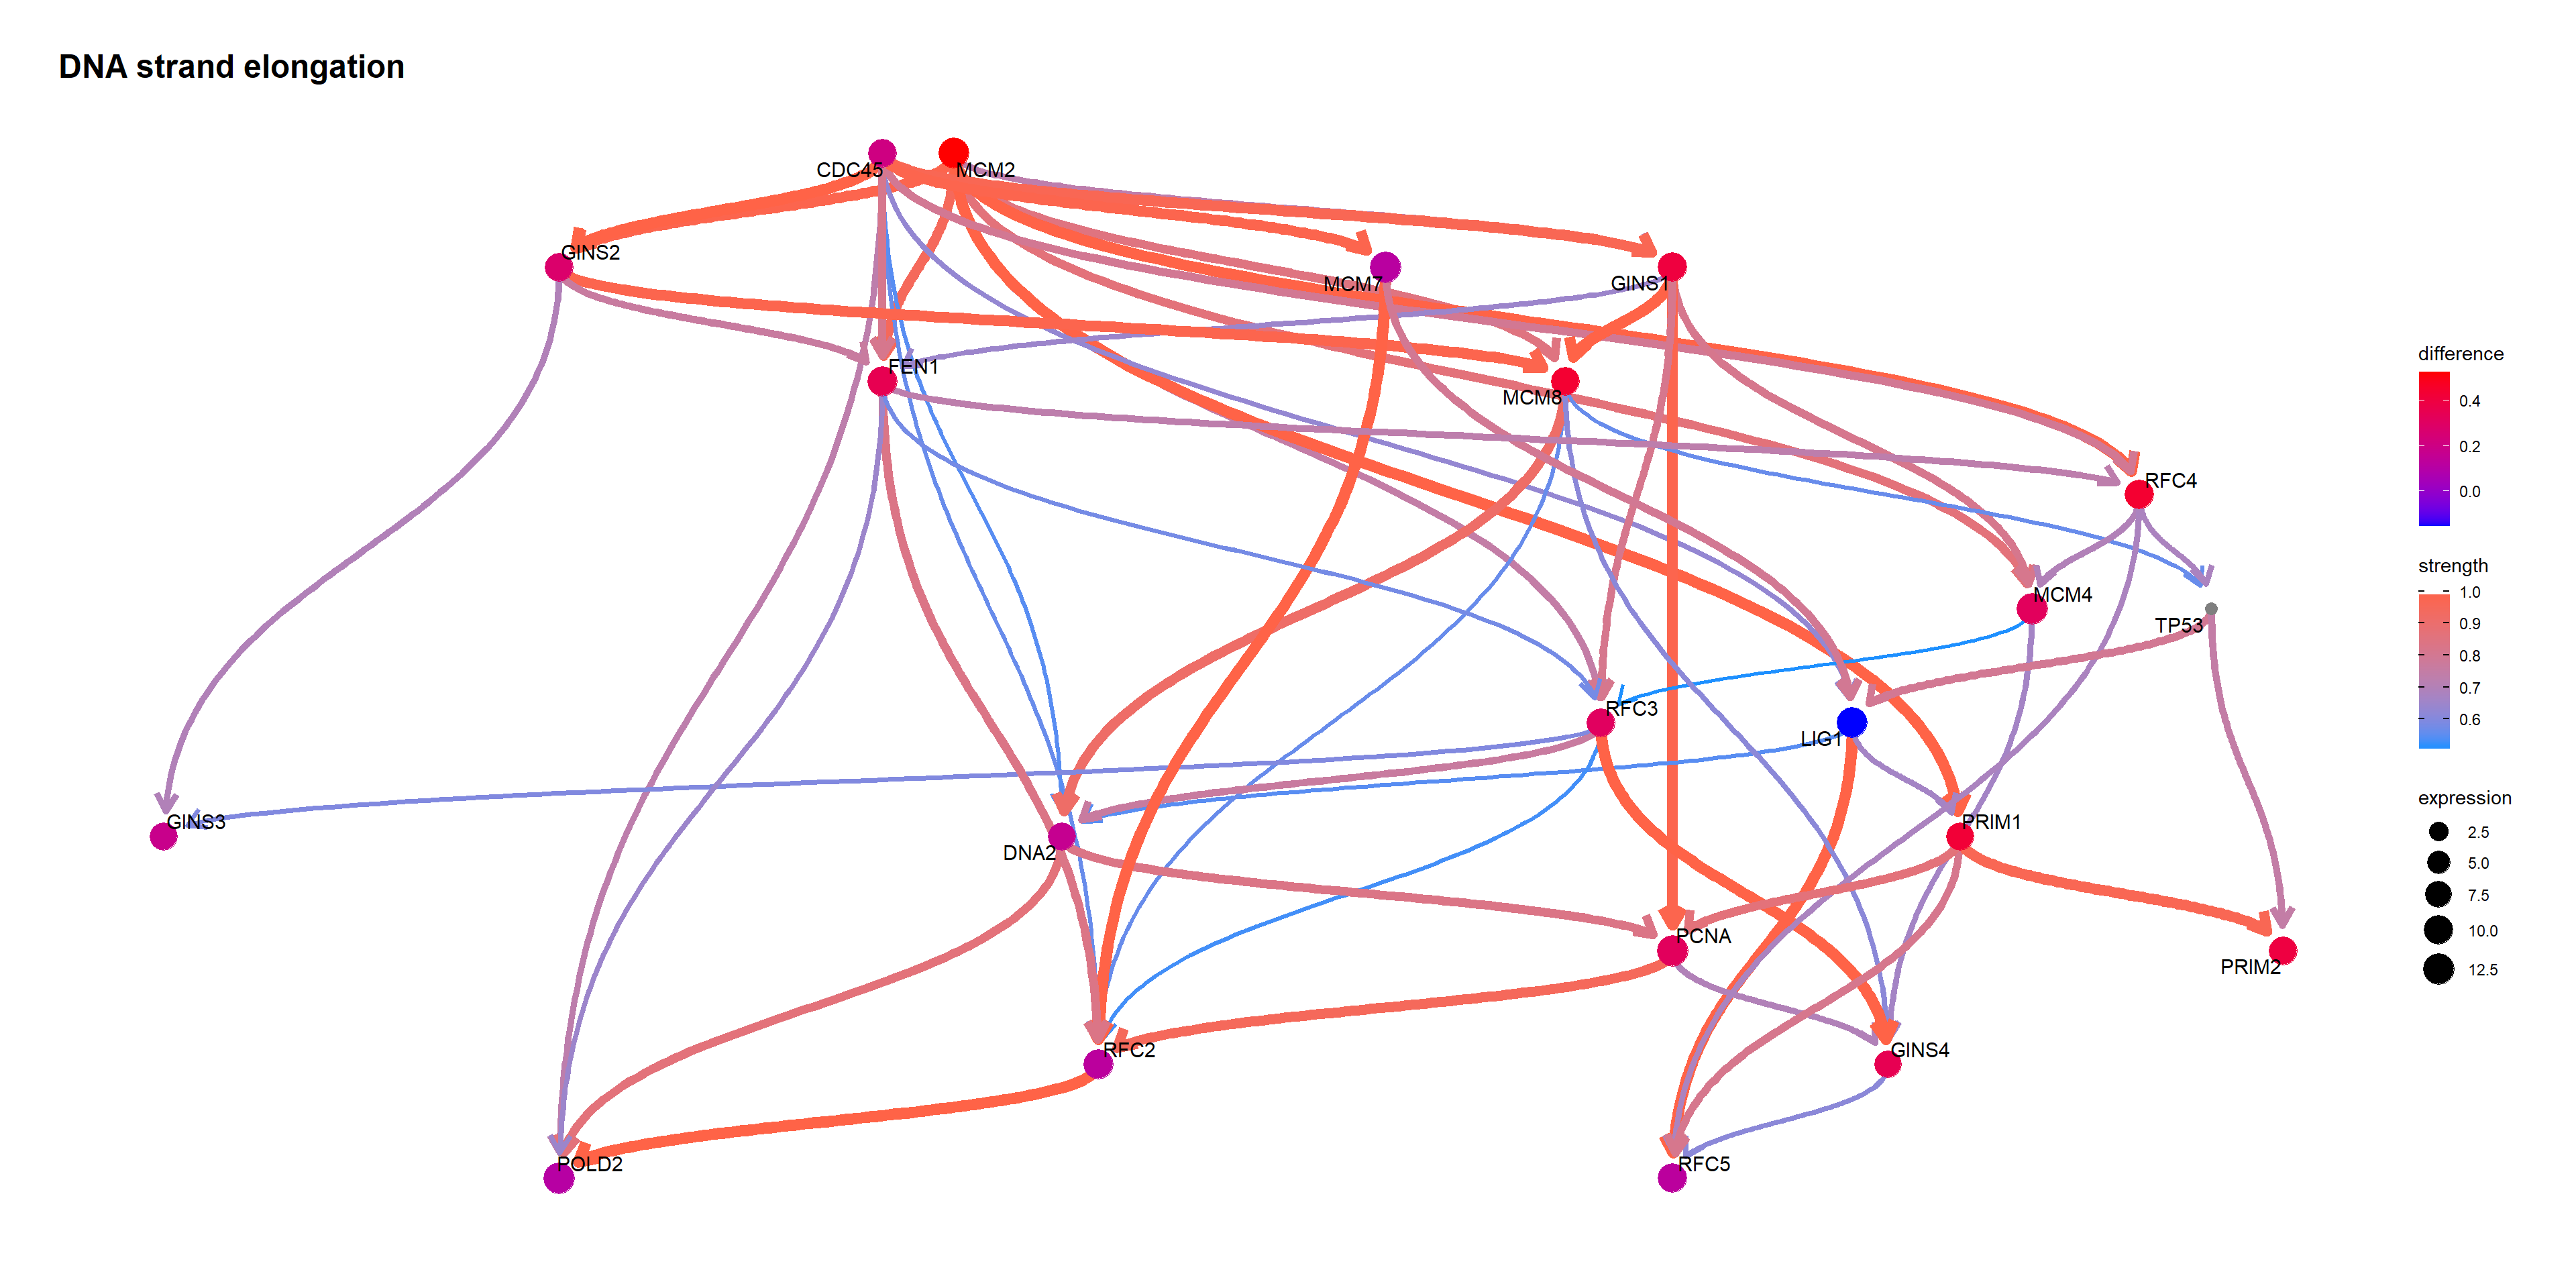 DNA strand elongation
CDC45
MCM2
GINS2
MCM7
GINS1
FEN1
MCM8
RFC4
MCM4
TP53
RFC3
LIG1
GINS3
DNA2
PRIM1
PCNA
PRIM2
RFC2
GINS4
POLD2
RFC5
difference
0.4
0.2
0.0
strength
1.0
0.9
0.8
0.7
0.6
expression
2.5
5.0
7.5
10.0
12.5